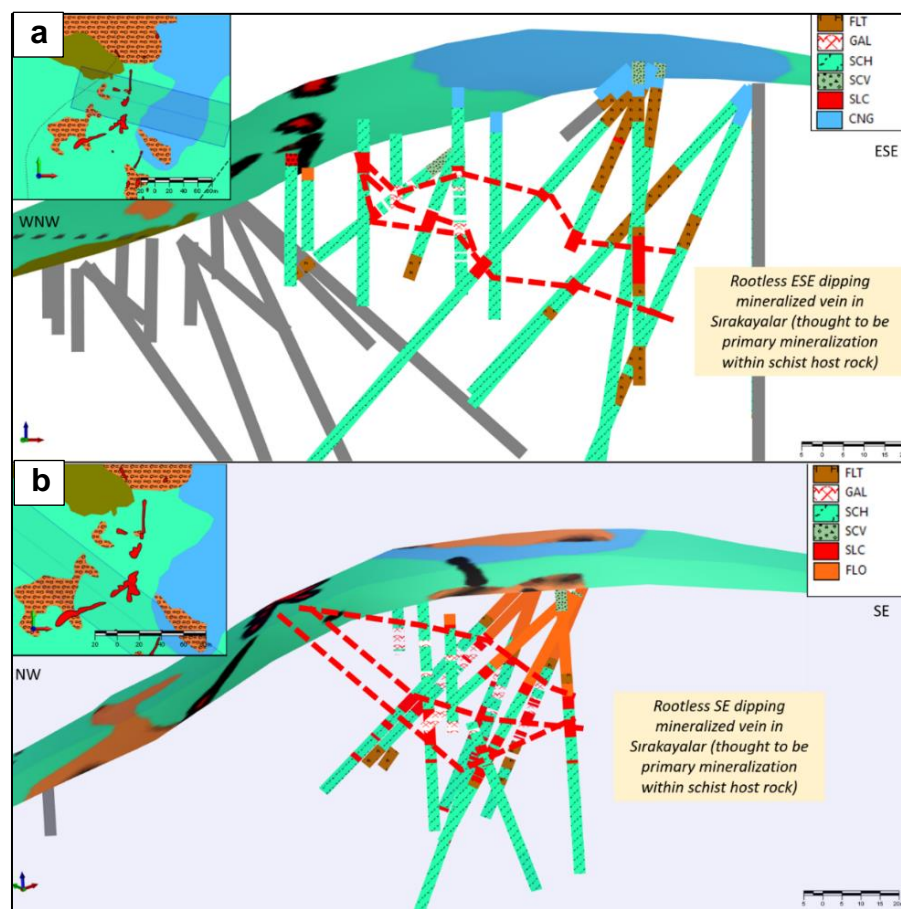 a
FLT
GAL
SCH
SCV
SLC
CNG
WNW
ESE
Rootless ESE dipping
mineralized vein in
Sırakayalar (thought to be
primary mineralization
within schist host rock)
b
FLT
GAL
SCH
SCV
SLC
FLO
NW
SE
Rootless SE dipping
mineralized vein in
Sırakayalar (thought to be
primary mineralization
within schist host rock)